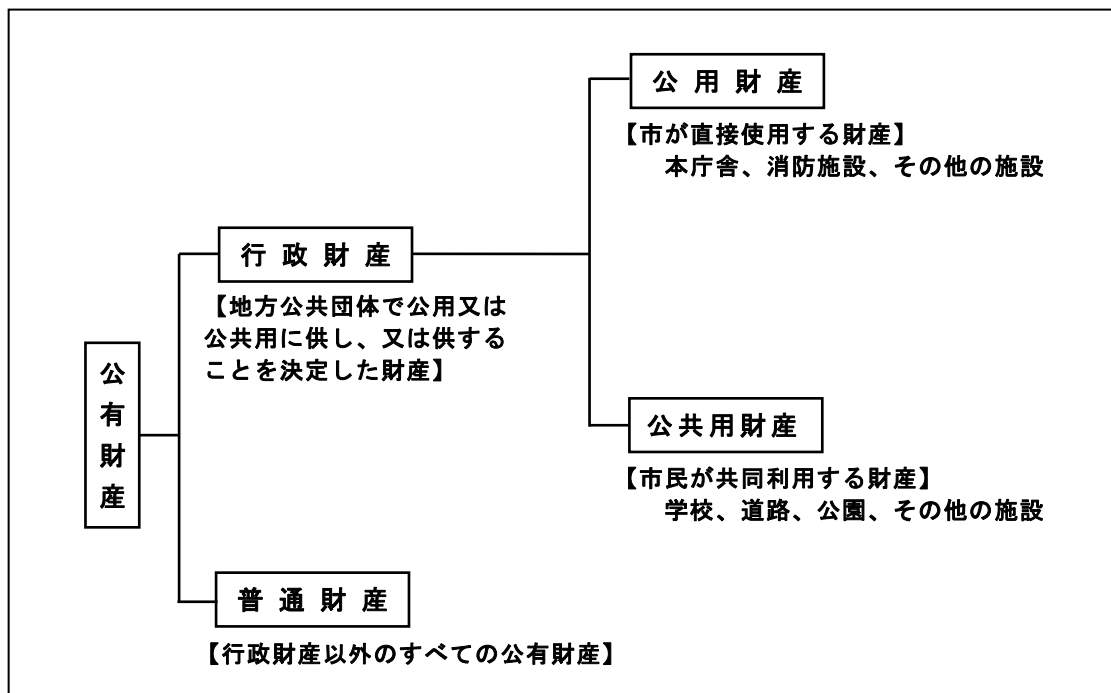 公有財産
行政財産
【地方公共団体で公用又は
公共用に供し、又は供する
ことを決定した財産】
公用財産
【市が直接使用する財産】
本庁舎、消防施設、その他の施設
公共用財産
【市民が共同利用する財産】
学校、道路、公園、その他の施設
普通財産
【行政財産以外のすべての公有財産】